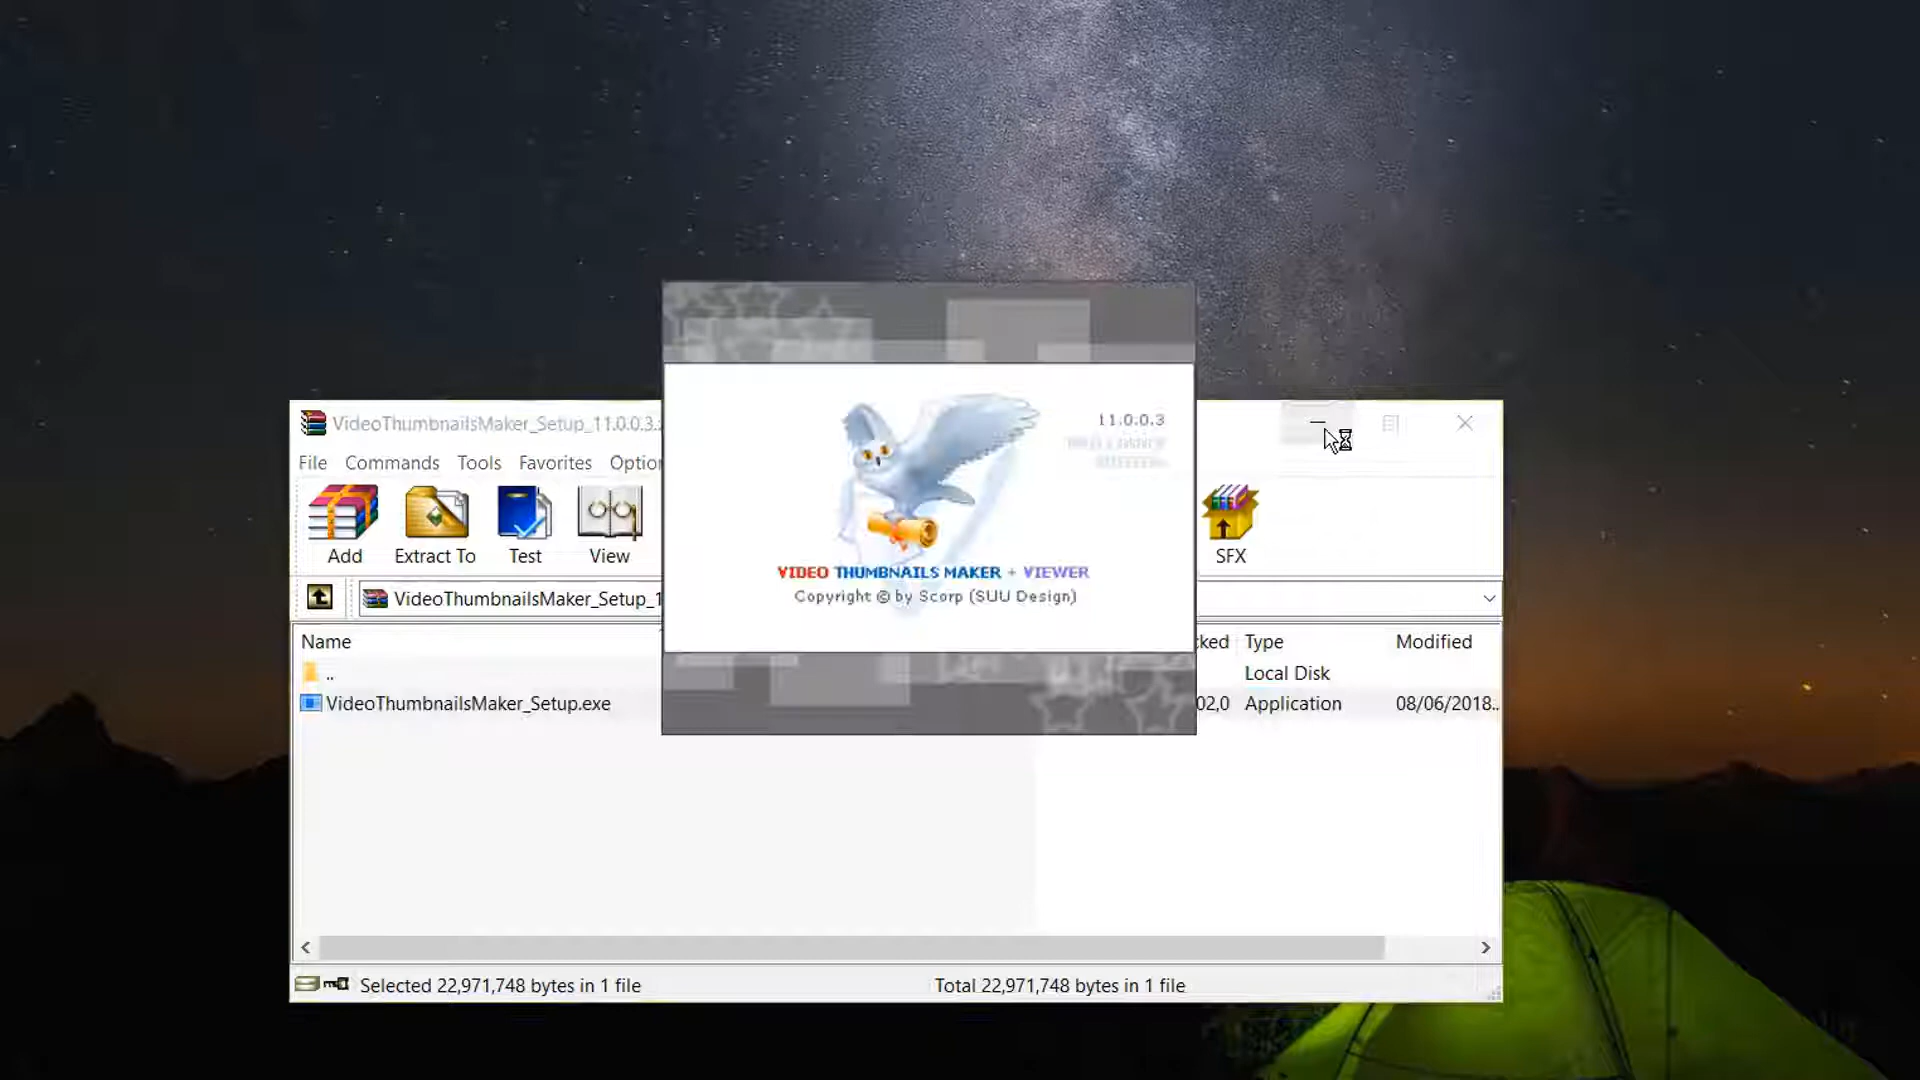 VideoThumbnailsMaker_Setup_11.0.0.3.
File Commands Tools Favorites Optio
Add
Extract To
Test
View
SFX
VideoThumbnailsMaker_Setup_1
11.0.0.3
VIDEO THUMBNAILS MAKER + VIEWER
Copyright © by Scorp (SUU Design)
Name
cked
Type
Modified
..
Local Disk
VideoThumbnailsMaker_Setup.exe
02,0
Application
08/06/2018..
Selected 22,971,748 bytes in 1 file
Total 22,971,748 bytes in 1 file